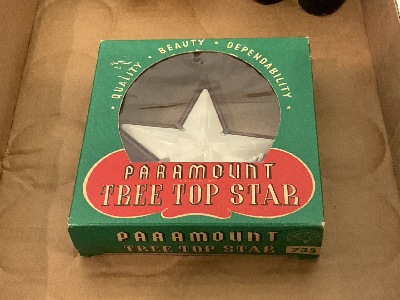 QUALITY • BEAUTY • DEPENDABILITY •
PARAMOUNT
TREE TOP STAR
PARAMOUNT
TREE TOP STAR
735